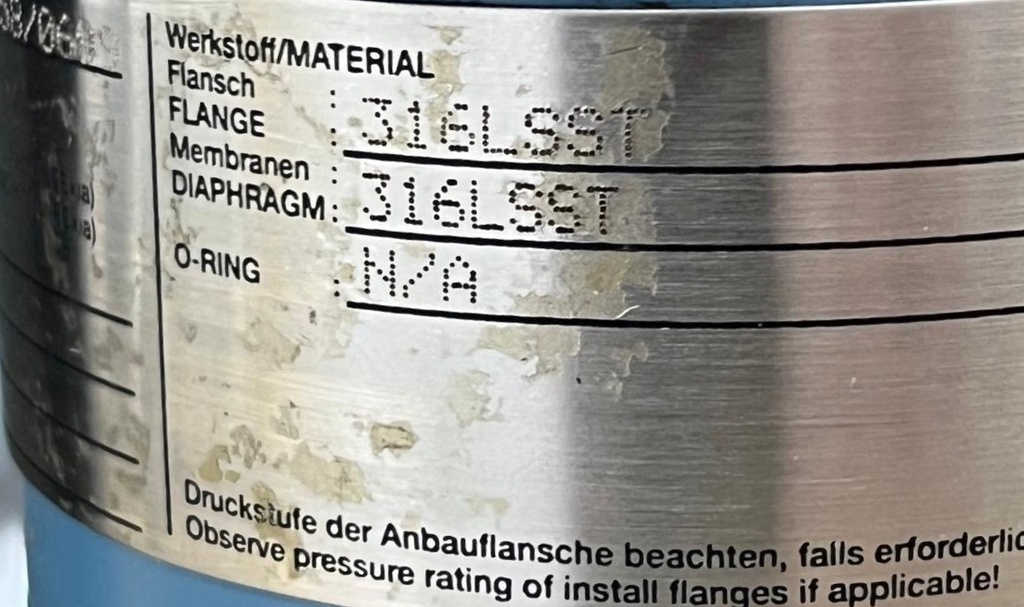 Werkstoff/MATERIAL
Flansch :
FLANGE : 316LSST
Membranen :
DIAPHRAGM: 316LSST
O-RING : N/A
Druckstufe der Anbauflansche beachten, falls
Observe pressure rating of install flanges if applicable!